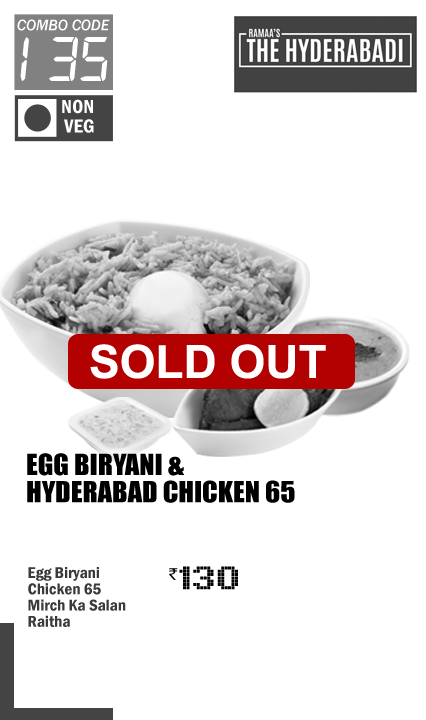 COMBO CODE
135
NON
VEG
RAMAA'S
THE HYDERABADI
SOLD OUT
EGG BIRYANI &
HYDERABAD CHICKEN 65
Egg Biryani
Chicken 65
Mirch Ka Salan
Raitha
₹130